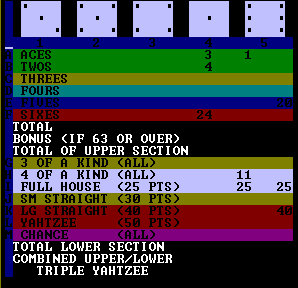 1 2 3 4 5
A ACES 3 1
B TWOS 4
C THREES
D FOURS
E FIVES 20
F SIXES 24
TOTAL
BONUS (IF 63 OR OVER)
TOTAL OF UPPER SECTION
G 3 OF A KIND (ALL)
H 4 OF A KIND (ALL) 11
I FULL HOUSE (25 PTS) 25 25
J SM STRAIGHT (30 PTS)
K LG STRAIGHT (40 PTS) 40
L YAHTZEE (50 PTS)
M CHANCE (ALL)
TOTAL LOWER SECTION
COMBINED UPPER/LOWER
TRIPLE YAHTZEE